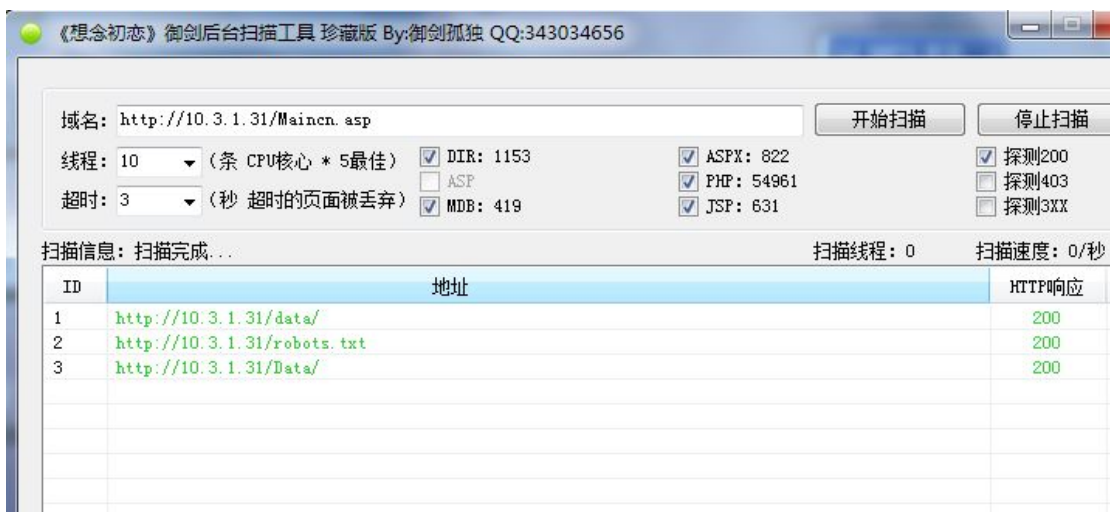 《想念初恋》御剑后台扫描工具 珍藏版 By:御剑孤独 QQ:343034656
域名: http://10.3.1.31/Maincn.asp 开始扫描 停止扫描
线程: 10 (条 CPU核心 * 5最佳) DIR: 1153 ASPX: 822 探测200
ASP PHP: 54961 探测403
超时: 3 (秒 超时的页面被丢弃) MDB: 419 JSP: 631 探测3XX
扫描信息: 扫描完成... 扫描线程: 0 扫描速度: 0/秒
ID 地址 HTTP响应
1 http://10.3.1.31/data/ 200
2 http://10.3.1.31/robots.txt 200
3 http://10.3.1.31/Data/ 200